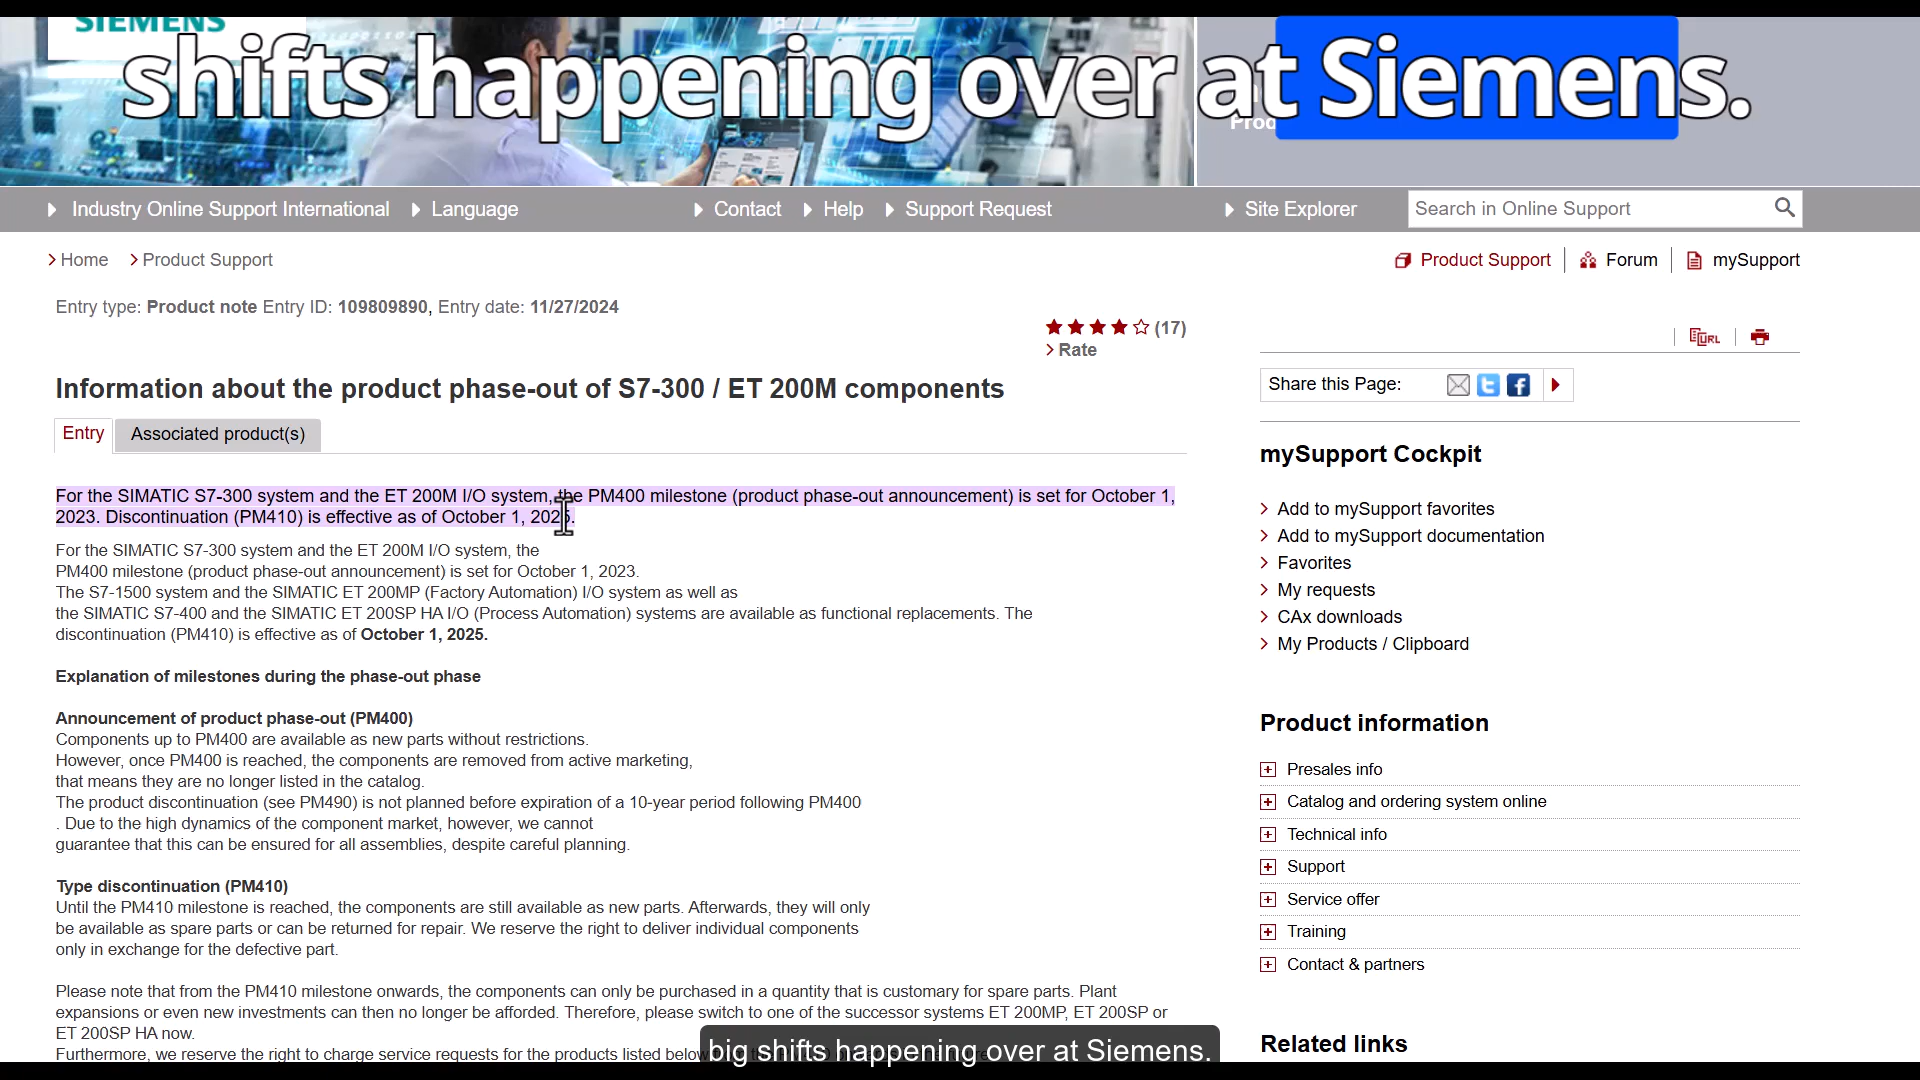 SIEMENS
shifts happening over at Siemens.
Prod
Industry Online Support International
Language
Contact
Help
Support Request
Site Explorer
Search in Online Support
Home
Product Support
Product Support
Forum
mySupport
Entry type: Product note Entry ID: 109809890, Entry date: 11/27/2024
(17)
Rate
URL
Information about the product phase-out of S7-300 / ET 200M components
Share this Page:
Entry
Associated product(s)
mySupport Cockpit
For the SIMATIC S7-300 system and the ET 200M I/O system, the PM400 milestone (product phase-out announcement) is set for October 1,
2023. Discontinuation (PM410) is effective as of October 1, 2025.
For the SIMATIC S7-300 system and the ET 200M I/O system, the
PM400 milestone (product phase-out announcement) is set for October 1, 2023.
The S7-1500 system and the SIMATIC ET 200MP (Factory Automation) I/O system as well as
the SIMATIC S7-400 and the SIMATIC ET 200SP HA I/O (Process Automation) systems are available as functional replacements. The
discontinuation (PM410) is effective as of October 1, 2025.
Explanation of milestones during the phase-out phase
Announcement of product phase-out (PM400)
Components up to PM400 are available as new parts without restrictions.
However, once PM400 is reached, the components are removed from active marketing,
that means they are no longer listed in the catalog.
The product discontinuation (see PM490) is not planned before expiration of a 10-year period following PM400
. Due to the high dynamics of the component market, however, we cannot
guarantee that this can be ensured for all assemblies, despite careful planning.
Type discontinuation (PM410)
Until the PM410 milestone is reached, the components are still available as new parts. Afterwards, they will only
be available as spare parts or can be returned for repair. We reserve the right to deliver individual components
only in exchange for the defective part.
Please note that from the PM410 milestone onwards, the components can only be purchased in a quantity that is customary for spare parts. Plant
expansions or even new investments can then no longer be afforded. Therefore, please switch to one of the successor systems ET 200MP, ET 200SP or
ET 200SP HA now.
Furthermore, we reserve the right to charge service requests for the products listed below
Add to mySupport favorites
Add to mySupport documentation
Favorites
My requests
CAx downloads
My Products / Clipboard
Product information
Presales info
Catalog and ordering system online
Technical info
Support
Service offer
Training
Contact & partners
Related links
big shifts happening over at Siemens.